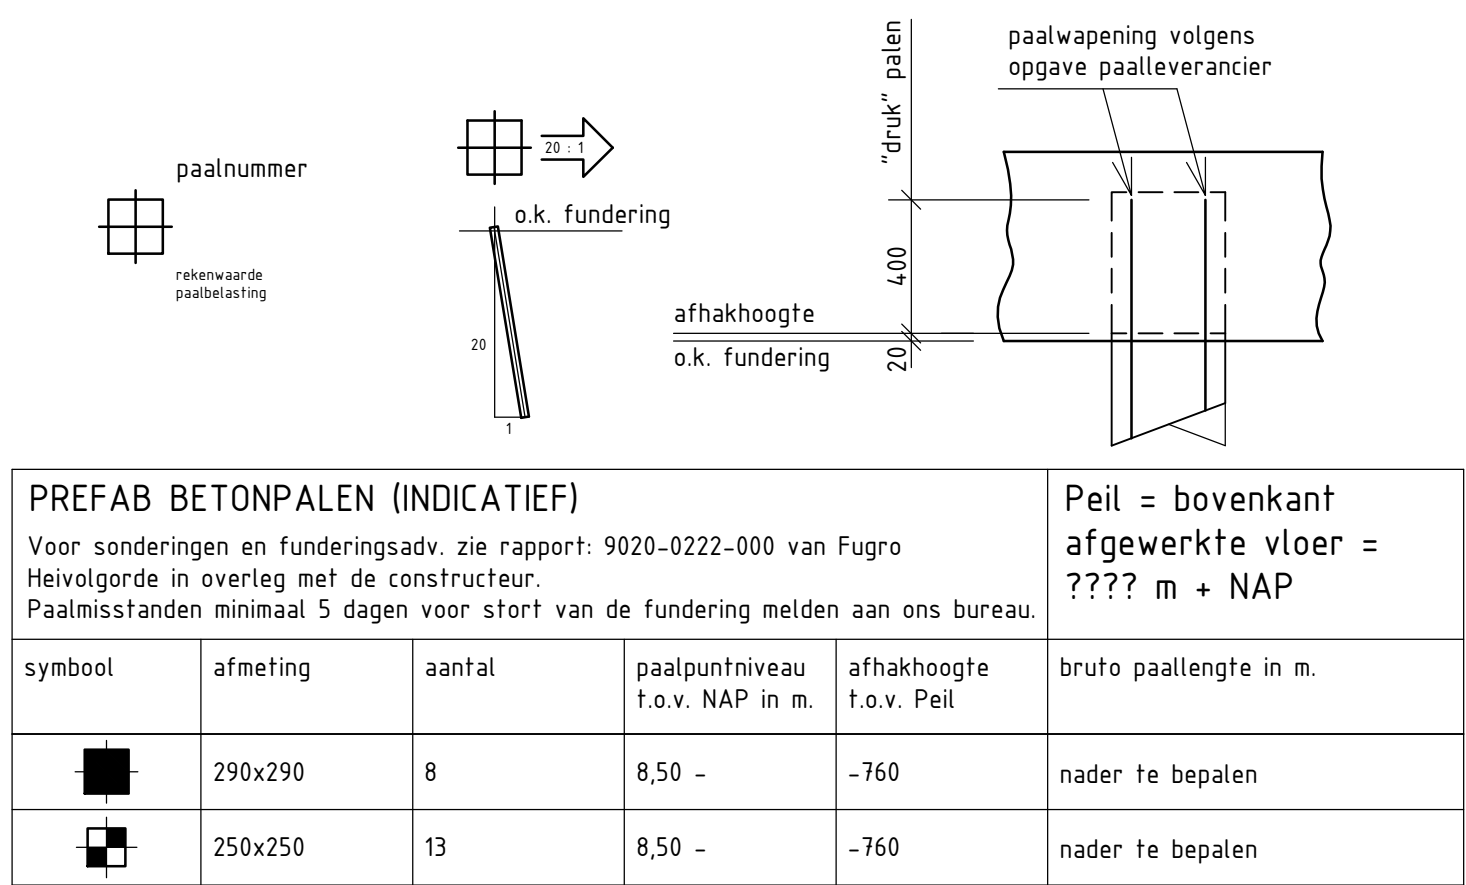 paalnummer
rekenwaarde
paalbelasting
20 : 1
o.k. fundering
20
1
"druk" palen
400
20
afhakhoogte
o.k. fundering
paalwapening volgens
opgave paalleverancier
PREFAB BETONPALEN (INDICATIEF)
Voor sonderingen en funderingsadv. zie rapport: 9020-0222-000 van Fugro
Heivolgorde in overleg met de constructeur.
Paalmisstanden minimaal 5 dagen voor stort van de fundering melden aan ons bureau.
Peil = bovenkant
afgewerkte vloer =
???? m + NAP
symbool
afmeting
aantal
paalpuntniveau
t.o.v. NAP in m.
afhakhoogte
t.o.v. Peil
bruto paallengte in m.
290x290
8
8,50 -
-760
nader te bepalen
250x250
13
8,50 -
-760
nader te bepalen